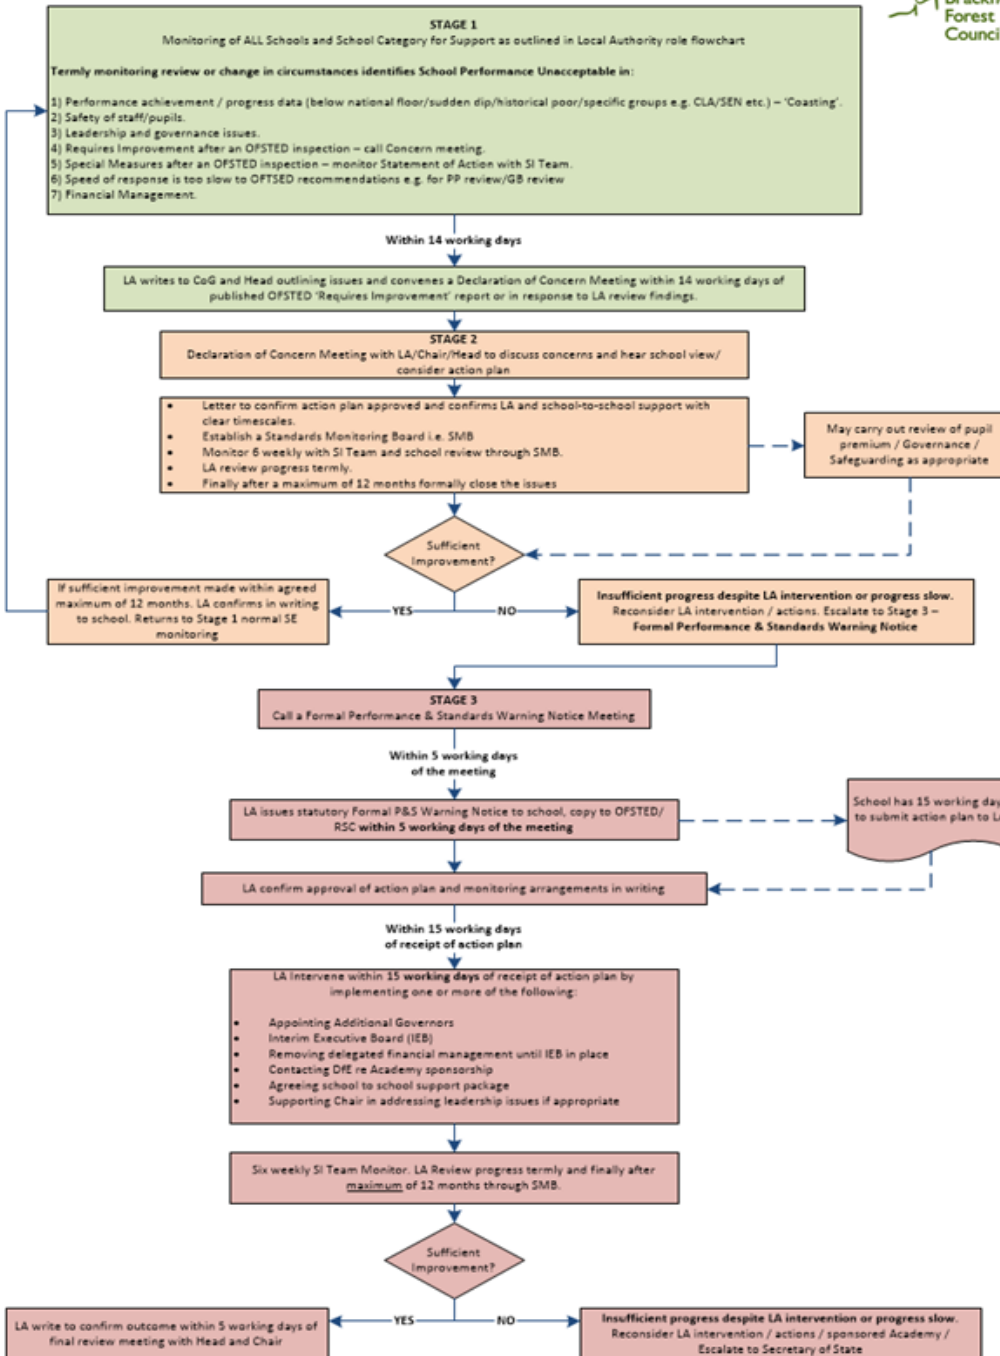 Forest
Council
STAGE 1
Monitoring of ALL Schools and School Category for Support as outlined in Local Authority role flowchart
Termly monitoring review or change in circumstances identifies School Performance Unacceptable in:
1) Performance achievement / progress data (below national floor/sudden dip/historical poor/specific groups e.g. CLA/SEN etc.) – 'Coasting'.
2) Safety of staff/pupils.
3) Leadership and governance issues.
4) Requires Improvement after an OFSTED inspection – call Concern meeting.
5) Special Measures after an OFSTED inspection – monitor Statement of Action with SI Team.
6) Speed of response is too slow to OFTSED recommendations e.g. for PP review/GB review
7) Financial Management.
Within 14 working days
LA writes to CoG and Head outlining issues and convenes a Declaration of Concern Meeting within 14 working days of
published OFSTED 'Requires Improvement' report or in response to LA review findings.
STAGE 2
Declaration of Concern Meeting with LA/Chair/Head to discuss concerns and hear school view/
consider action plan
• Letter to confirm action plan approved and confirms LA and school-to-school support with
clear timescales.
• Establish a Standards Monitoring Board i.e. SMB
• Monitor 6 weekly with SI Team and school review through SMB.
• LA review progress termly.
• Finally after a maximum of 12 months formally close the issues
May carry out review of pupil
premium / Governance /
Safeguarding as appropriate
Sufficient
Improvement?
YES
NO
If sufficient improvement made within agreed
maximum of 12 months. LA confirms in writing
to school. Returns to Stage 1 normal SE
monitoring
Insufficient progress despite LA intervention or progress slow.
Reconsider LA intervention / actions. Escalate to Stage 3 –
Formal Performance & Standards Warning Notice
STAGE 3
Call a Formal Performance & Standards Warning Notice Meeting
Within 5 working days
of the meeting
LA issues statutory Formal P&S Warning Notice to school, copy to OFSTED/
RSC within 5 working days of the meeting
School has 15 working day
to submit action plan to L
LA confirm approval of action plan and monitoring arrangements in writing
Within 15 working days
of receipt of action plan
LA Intervene within 15 working days of receipt of action plan by
implementing one or more of the following:
• Appointing Additional Governors
• Interim Executive Board (IEB)
• Removing delegated financial management until IEB in place
• Contacting DfE re Academy sponsorship
• Agreeing school to school support package
• Supporting Chair in addressing leadership issues if appropriate
Six weekly SI Team Monitor. LA Review progress termly and finally after
maximum of 12 months through SMB.
Sufficient
Improvement?
YES
NO
LA write to confirm outcome within 5 working days of
final review meeting with Head and Chair
Insufficient progress despite LA intervention or progress slow.
Reconsider LA intervention / actions / sponsored Academy /
Escalate to Secretary of State